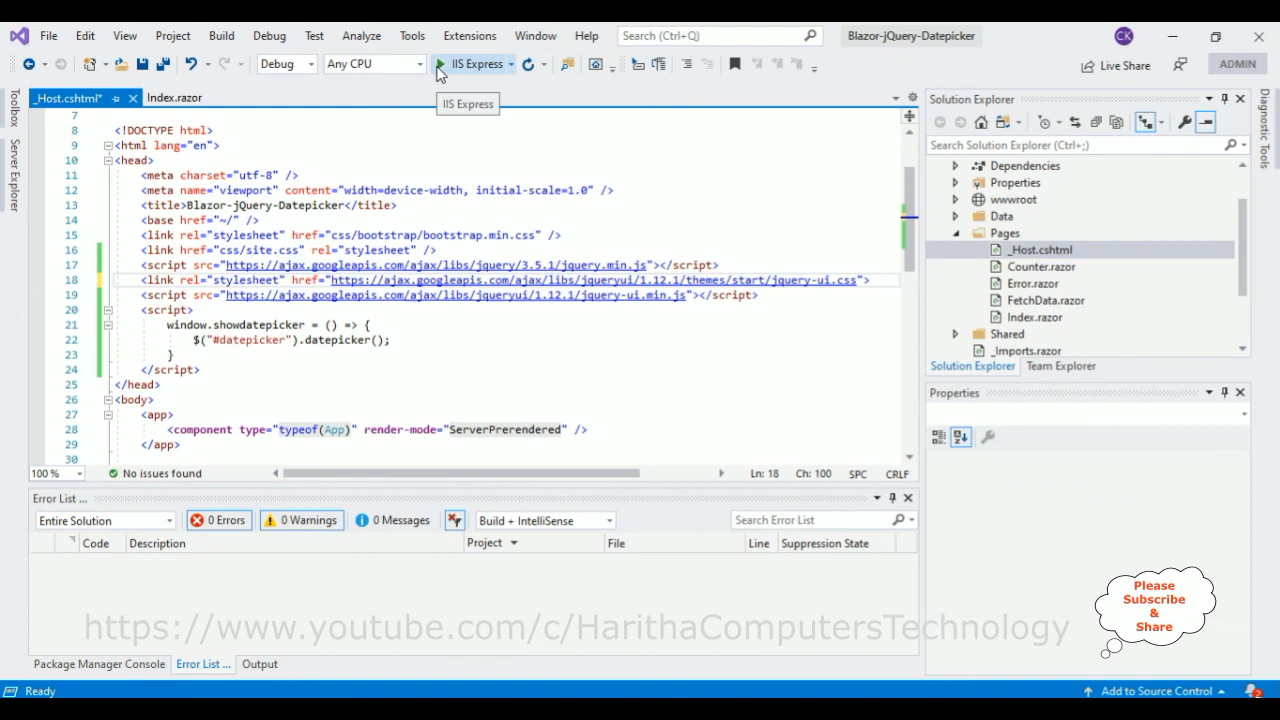 File Edit View Project Build Debug Test Analyze Tools Extensions Window Help Search (Ctrl+Q) Blazor-jQuery-Datepicker CK
Debug Any CPU IIS Express Live Share ADMIN
IIS Express
Toolbox
Server Explorer
_Host.cshtml* Index.razor
7
8 <!DOCTYPE html>
9 <html lang="en">
10 <head>
11 <meta charset="utf-8" />
12 <meta name="viewport" content="width=device-width, initial-scale=1.0" />
13 <title>Blazor-jQuery-Datepicker</title>
14 <base href="~/" />
15 <link rel="stylesheet" href="css/bootstrap/bootstrap.min.css" />
16 <link href="css/site.css" rel="stylesheet" />
17 <script src="https://ajax.googleapis.com/ajax/libs/jquery/3.5.1/jquery.min.js"></script>
18 <link rel="stylesheet" href="https://ajax.googleapis.com/ajax/libs/jqueryui/1.12.1/themes/start/jquery-ui.css">
19 <script src="https://ajax.googleapis.com/ajax/libs/jqueryui/1.12.1/jquery-ui.min.js"></script>
20 <script>
21 window.showdatepicker = () => {
22 $("#datepicker").datepicker();
23 }
24 </script>
25 </head>
26 <body>
27 <app>
28 <component type="typeof(App)" render-mode="ServerPrerendered" />
29 </app>
30
100 % No issues found Ln: 18 Ch: 100 SPC CRLF
Error List ...
Entire Solution 0 Errors 0 Warnings 0 Messages Build + IntelliSense Search Error List
Code Description Project File Line Suppression State
https://www.youtube.com/c/HarithaComputersTechnology
Package Manager Console Error List ... Output
Solution Explorer
Search Solution Explorer (Ctrl+;)
Dependencies
Properties
wwwroot
Data
Pages
_Host.cshtml
Counter.razor
Error.razor
FetchData.razor
Index.razor
Shared
_Imports.razor
Solution Explorer Team Explorer
Properties
Diagnostic Tools
Please
Subscribe
&
Share
Ready Add to Source Control 2